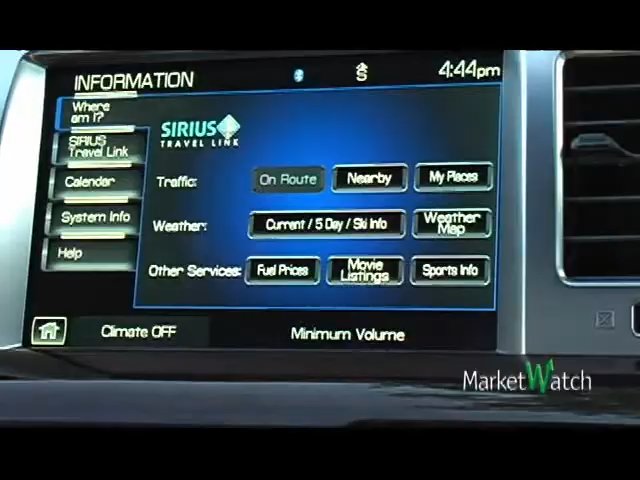 INFORMATION
S
4:44pm
Where am I?
SIRIUS Travel Link
Calendar
System Info
Help
SIRIUS
TRAVEL LINK
Traffic:
On Route
Nearby
My Places
Weather:
Current / 5 Day / Ski Info
Weather Map
Other Services:
Fuel Prices
Movie Listings
Sports Info
Climate OFF
Minimum Volume
MarketWatch